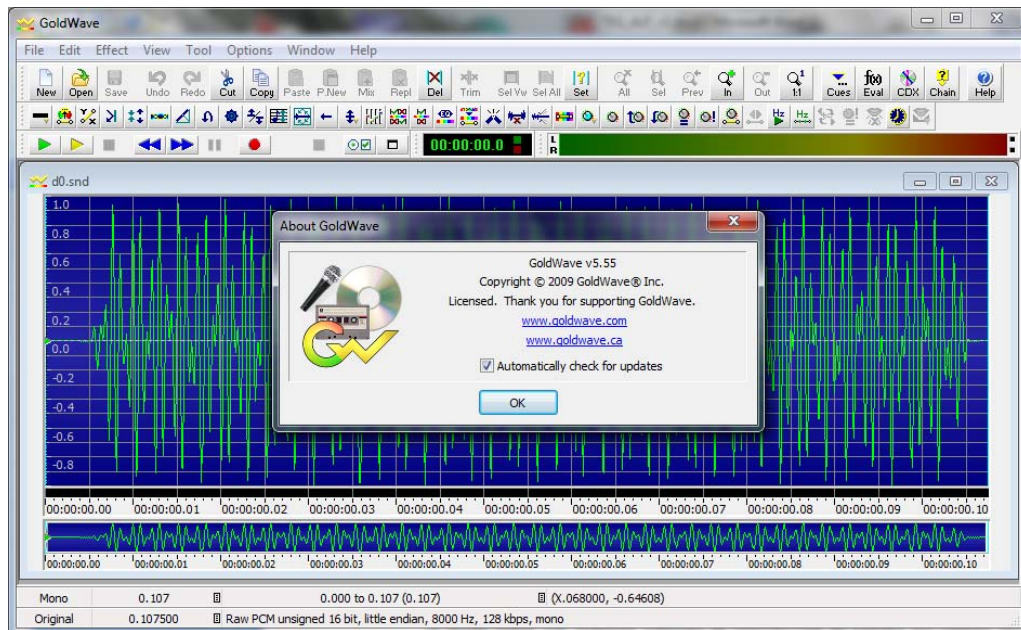 GoldWave
File Edit Effect View Tool Options Window Help
New Open Save Undo Redo Cut Copy Paste P.New Mix Repl Del Trim Sel Vw Sel All Set All Sel Prev In Out 1:1 Cues Eval CDX Chain Help
00:00:00.0
L
R
d0.snd
1.0
0.8
0.6
0.4
0.2
0.0
-0.2
-0.4
-0.6
-0.8
About GoldWave
GoldWave v5.55
Copyright © 2009 GoldWave® Inc.
Licensed. Thank you for supporting GoldWave.
www.goldwave.com
www.goldwave.ca
Automatically check for updates
OK
00:00:00.00 00:00:00.01 00:00:00.02 00:00:00.03 00:00:00.04 00:00:00.05 00:00:00.06 00:00:00.07 00:00:00.08 00:00:00.09 00:00:00.10
00:00:00.00 00:00:00.01 00:00:00.02 00:00:00.03 00:00:00.04 00:00:00.05 00:00:00.06 00:00:00.07 00:00:00.08 00:00:00.09 00:00:00.10
Mono 0.107 0.000 to 0.107 (0.107) (X.068000, -0.64608)
Original 0.107500 Raw PCM unsigned 16 bit, little endian, 8000 Hz, 128 kbps, mono